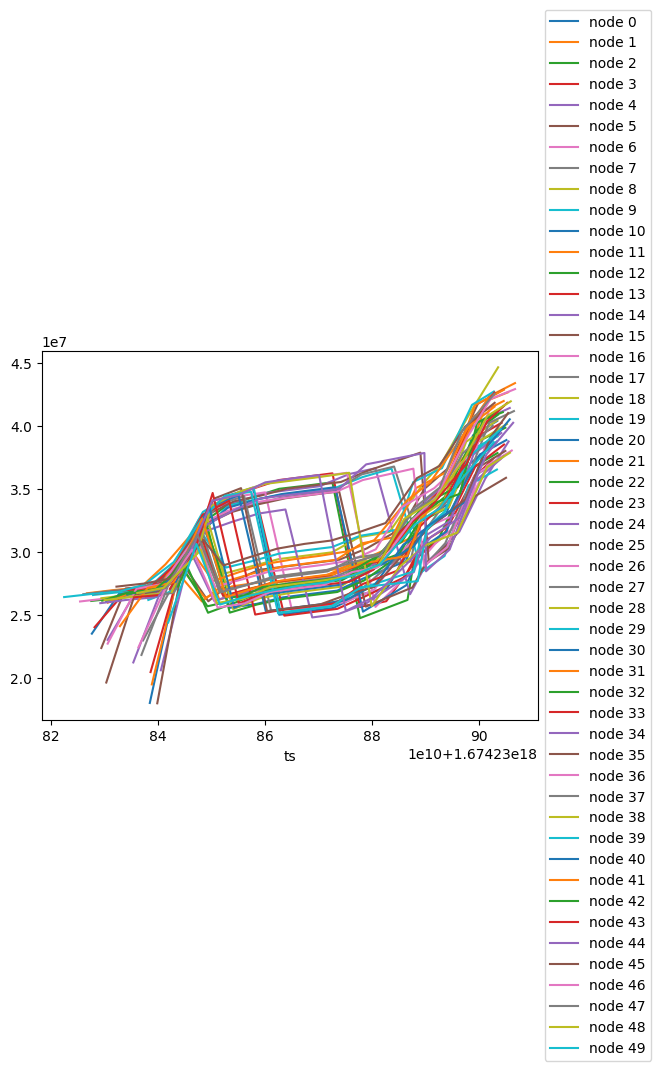 1e7
4.5
4.0
3.5
3.0
2.5
2.0
82 84 86 88 90
1e10+1.67423e18
ts
node 0
node 1
node 2
node 3
node 4
node 5
node 6
node 7
node 8
node 9
node 10
node 11
node 12
node 13
node 14
node 15
node 16
node 17
node 18
node 19
node 20
node 21
node 22
node 23
node 24
node 25
node 26
node 27
node 28
node 29
node 30
node 31
node 32
node 33
node 34
node 35
node 36
node 37
node 38
node 39
node 40
node 41
node 42
node 43
node 44
node 45
node 46
node 47
node 48
node 49